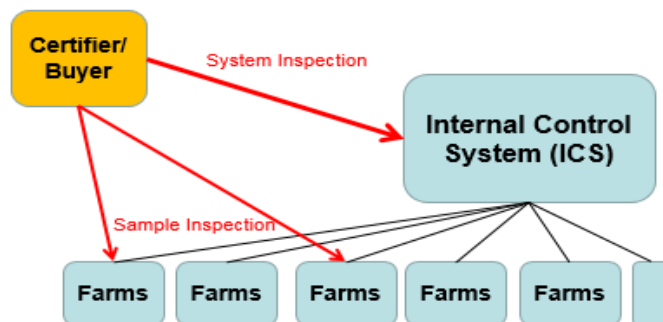 Certifier/
Buyer
System Inspection
Internal Control
System (ICS)
Sample Inspection
Farms
Farms
Farms
Farms
Farms